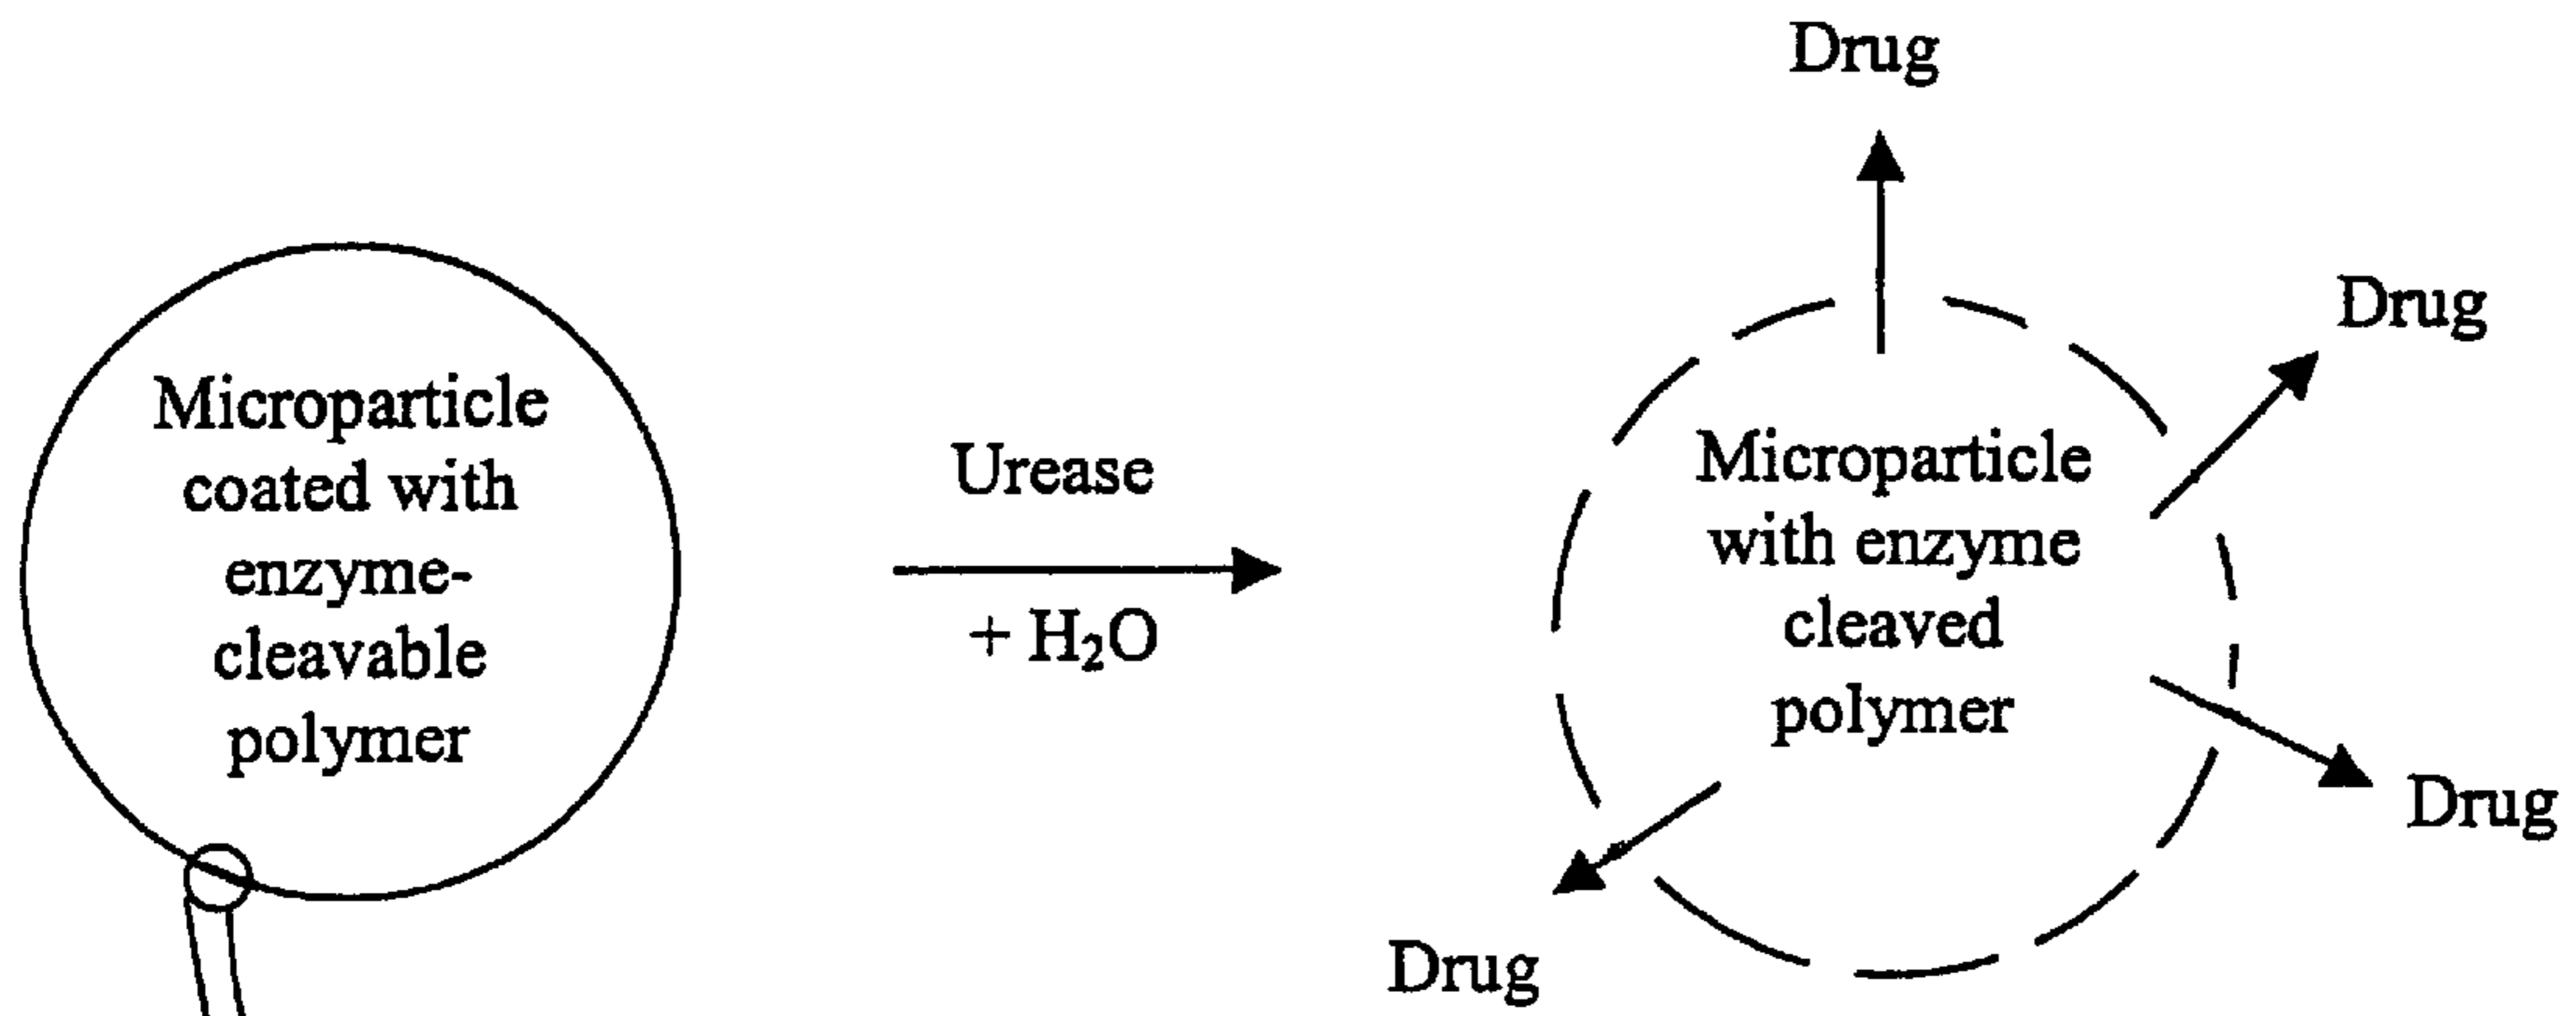 Drug
Drug
Microparticle
coated with
enzyme-
cleavable
polymer
Urease
+ H₂O
Microparticle
with enzyme
cleaved
polymer
Drug
Drug